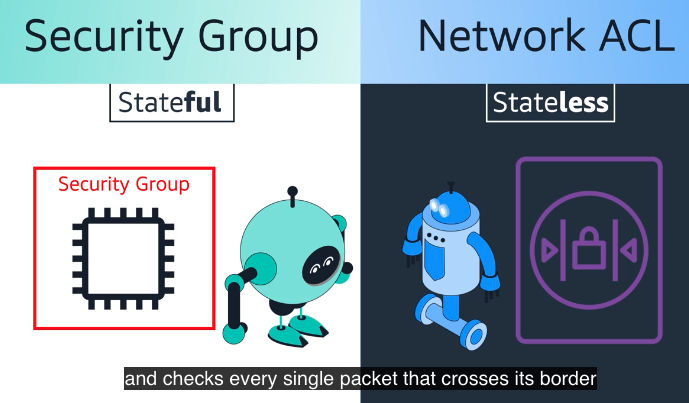 Security Group
Network ACL
Stateful
Stateless
Security Group
and checks every single packet that crosses its border